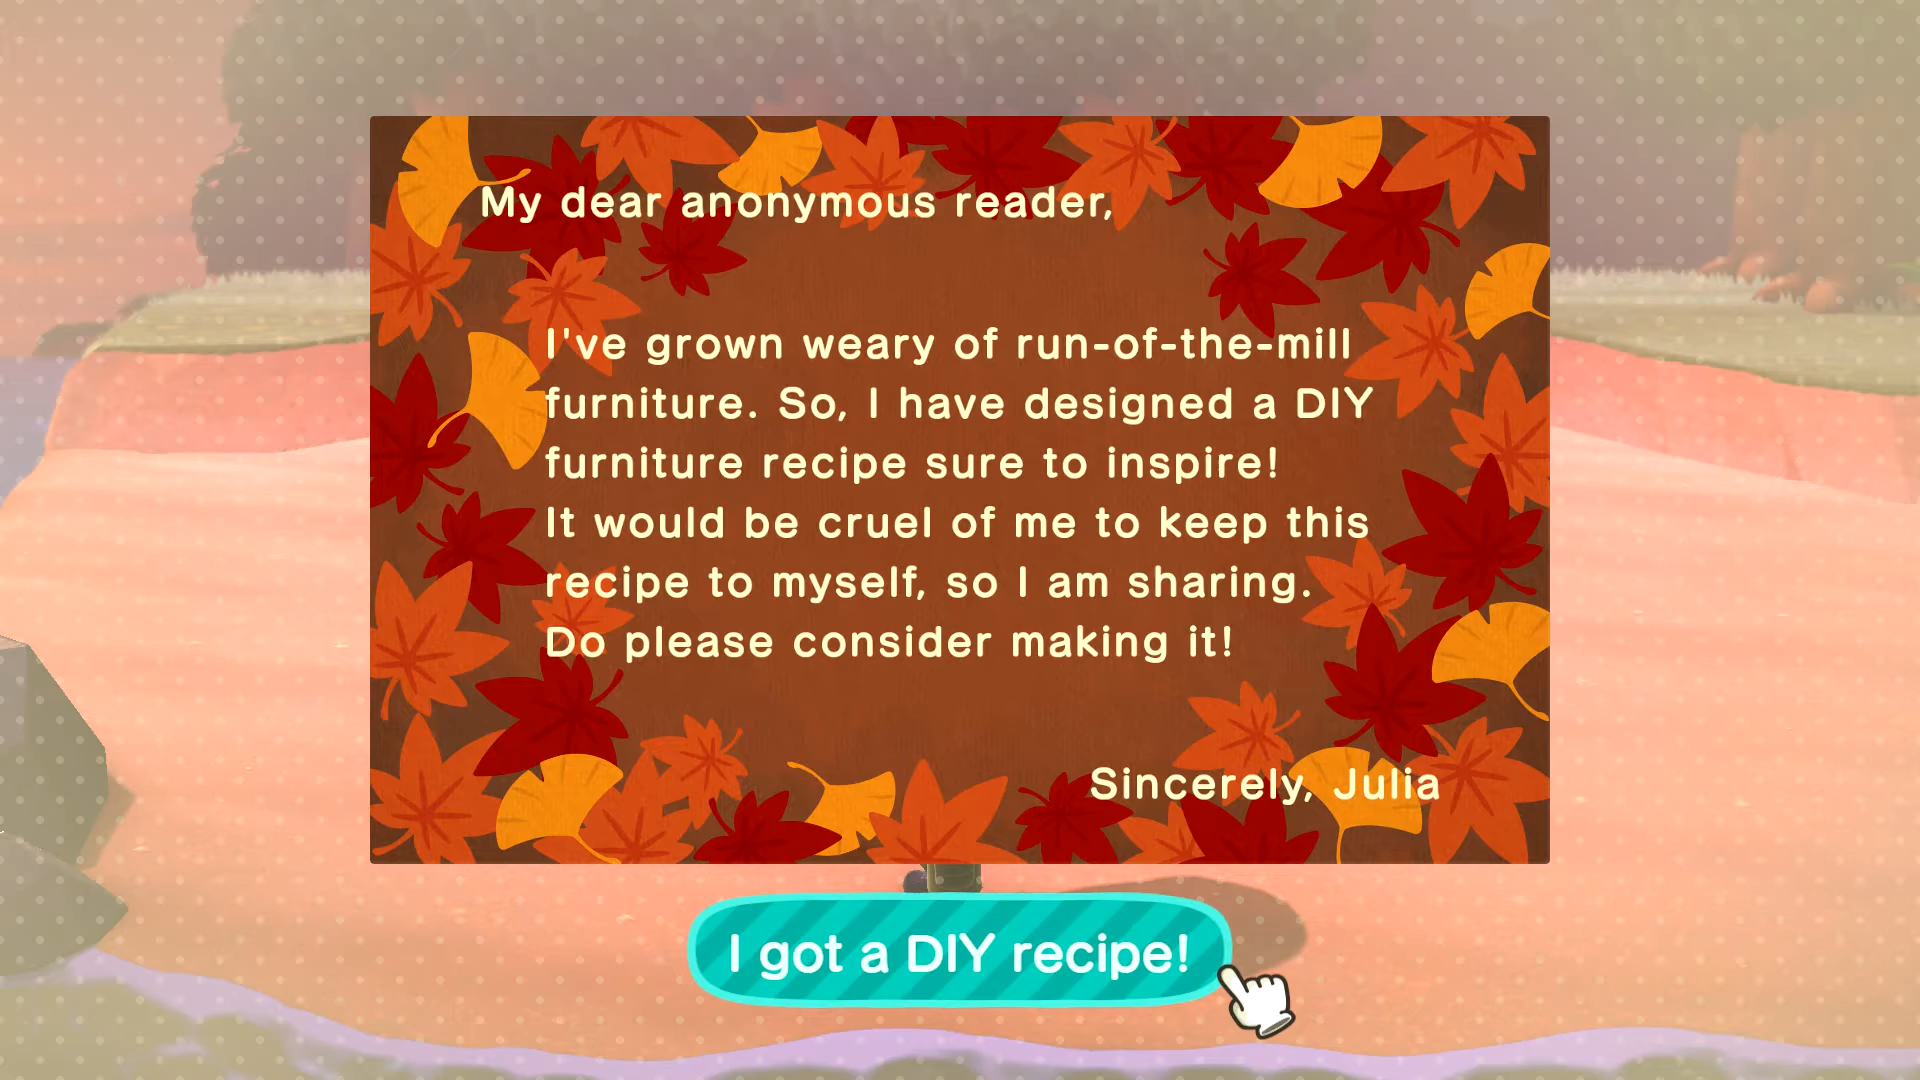 My dear anonymous reader,
I've grown weary of run-of-the-mill
furniture. So, I have designed a DIY
furniture recipe sure to inspire!
It would be cruel of me to keep this
recipe to myself, so I am sharing.
Do please consider making it!
Sincerely, Julia
I got a DIY recipe!